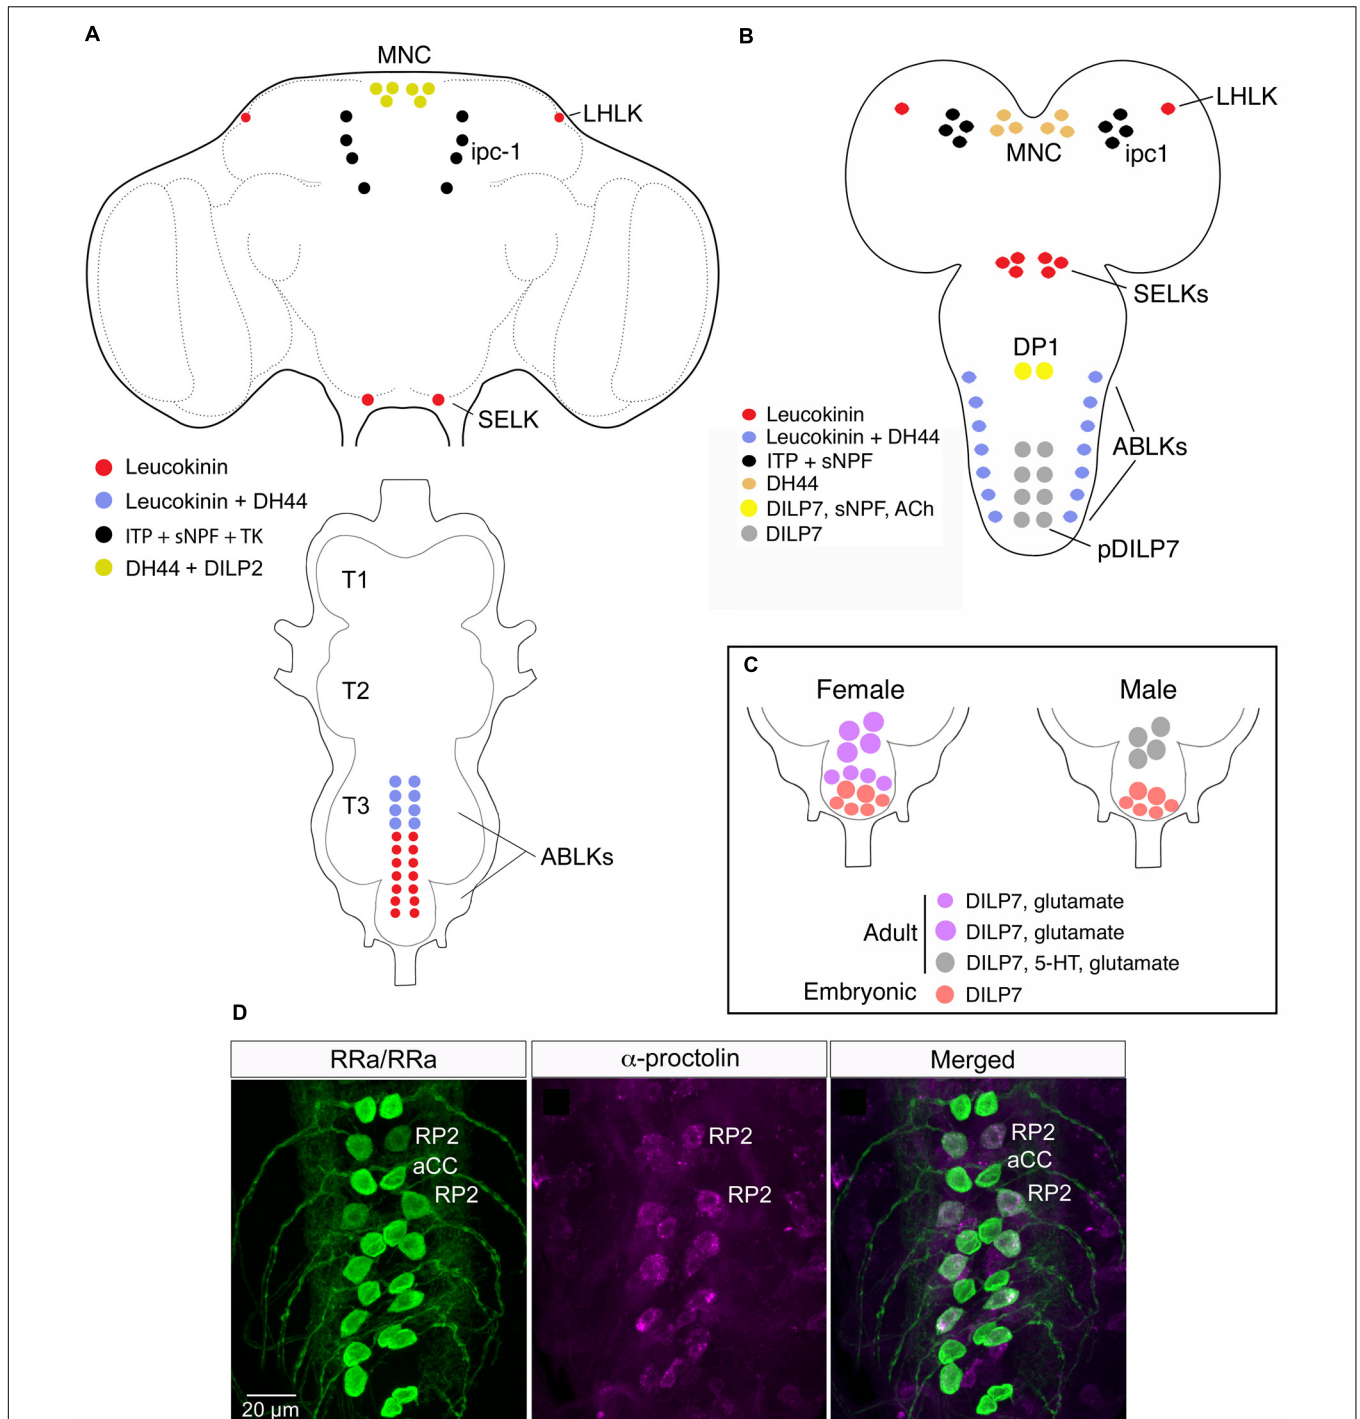 A
MNC
LHLK
ipc-1
SELK
Leucokinin
Leucokinin + DH44
ITP + sNPF + TK
DH44 + DILP2
T1
T2
T3
ABLKs
B
LHLK
MNC
ipc1
SELKs
DP1
Leucokinin
Leucokinin + DH44
ITP + sNPF
DH44
DILP7, sNPF, ACh
DILP7
ABLKs
pDILP7
C
Female
Male
Adult
DILP7, glutamate
DILP7, glutamate
DILP7, 5-HT, glutamate
Embryonic
DILP7
D
RRa/RRa
α-proctolin
Merged
RP2
aCC
RP2
20 µm
RP2
RP2
RP2
aCC
RP2